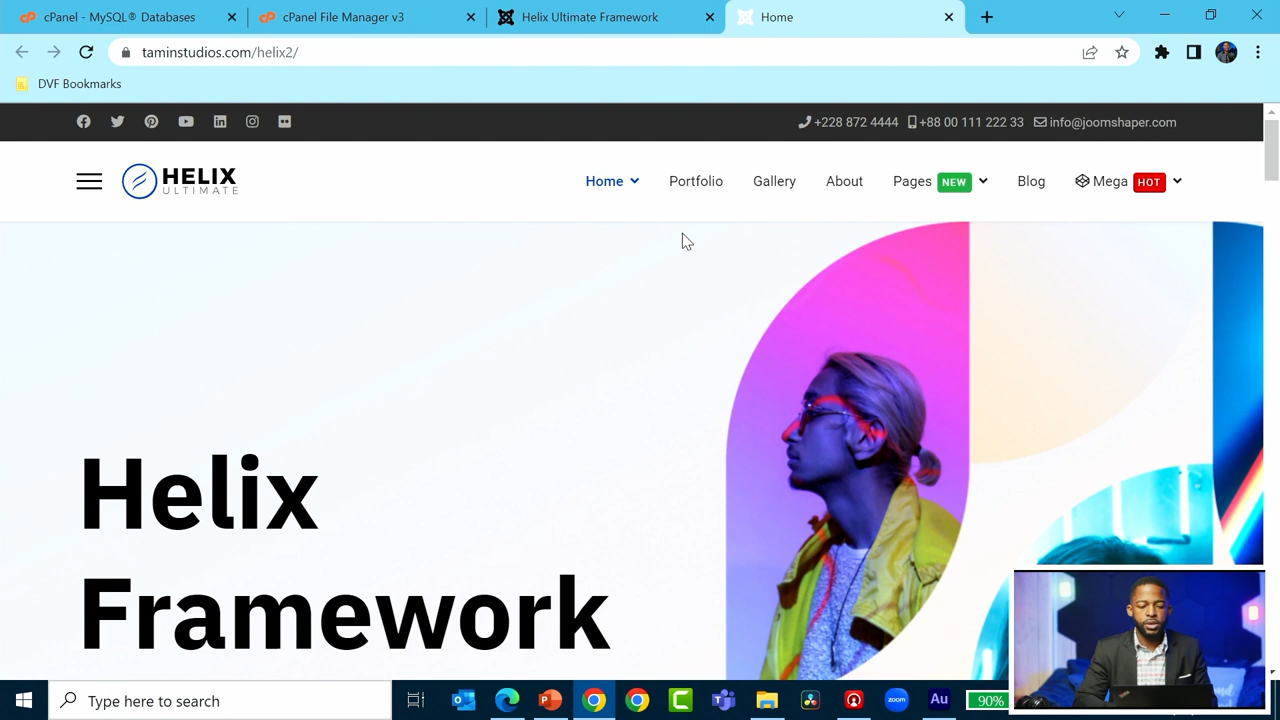 cPanel - MySQL® Databases
cPanel File Manager v3
Helix Ultimate Framework
Home
taminstudios.com/helix2/
DVF Bookmarks
+228 872 4444
+88 00 111 222 33
info@joomshaper.com
HELIX
ULTIMATE
Home
Portfolio
Gallery
About
Pages NEW
Blog
Mega HOT
Helix
Framework
Type here to search
90%